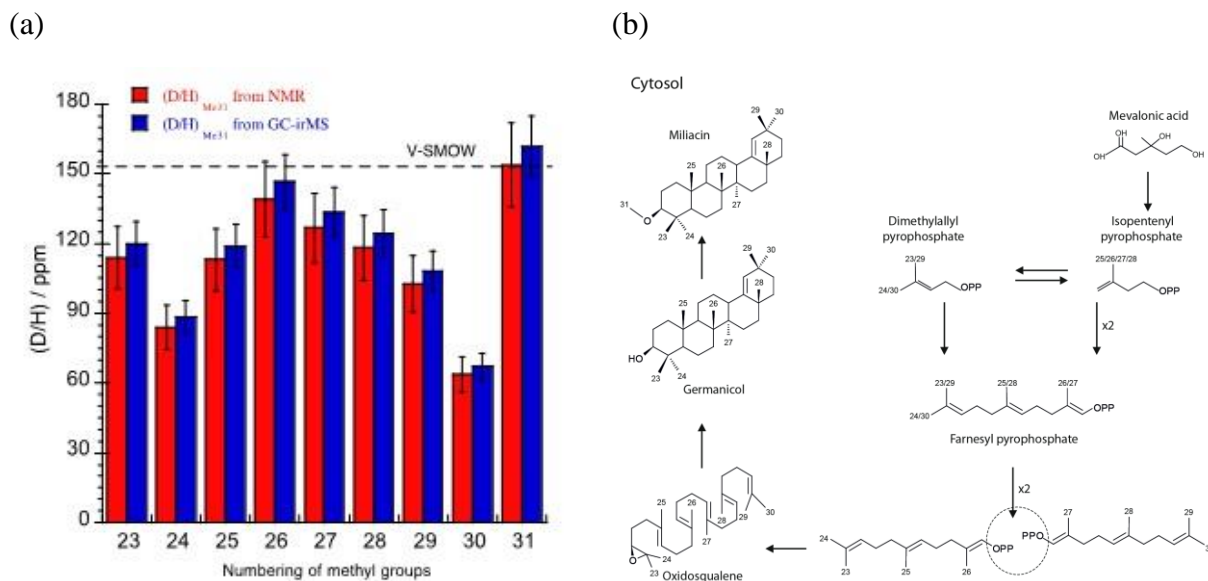 (a)
(b)
(D/H) Me31 from NMR
(D/H) Me31 from GC-irMS
V-SMOW
180
150
120
90
60
30
0
(D/H) / ppm
23 24 25 26 27 28 29 30 31
Numbering of methyl groups
Cytosol
Miliacin
29 30
25 26 28
27
31
O
23 24
29 30
25 26 28
27
HO
23 24
Germanicol
Mevalonic acid
O OH
OH OH
Dimethylallyl
pyrophosphate
Isopentenyl
pyrophosphate
23/29
24/30
OPP
25/26/27/28
OPP
x2
23/29 25/28 26/27
24/30
OPP
Farnesyl pyrophosphate
x2
25 26
28 29 30
27
O
24
23
Oxidosqualene
24
23 25 26
OPP
PPO
27 28 29